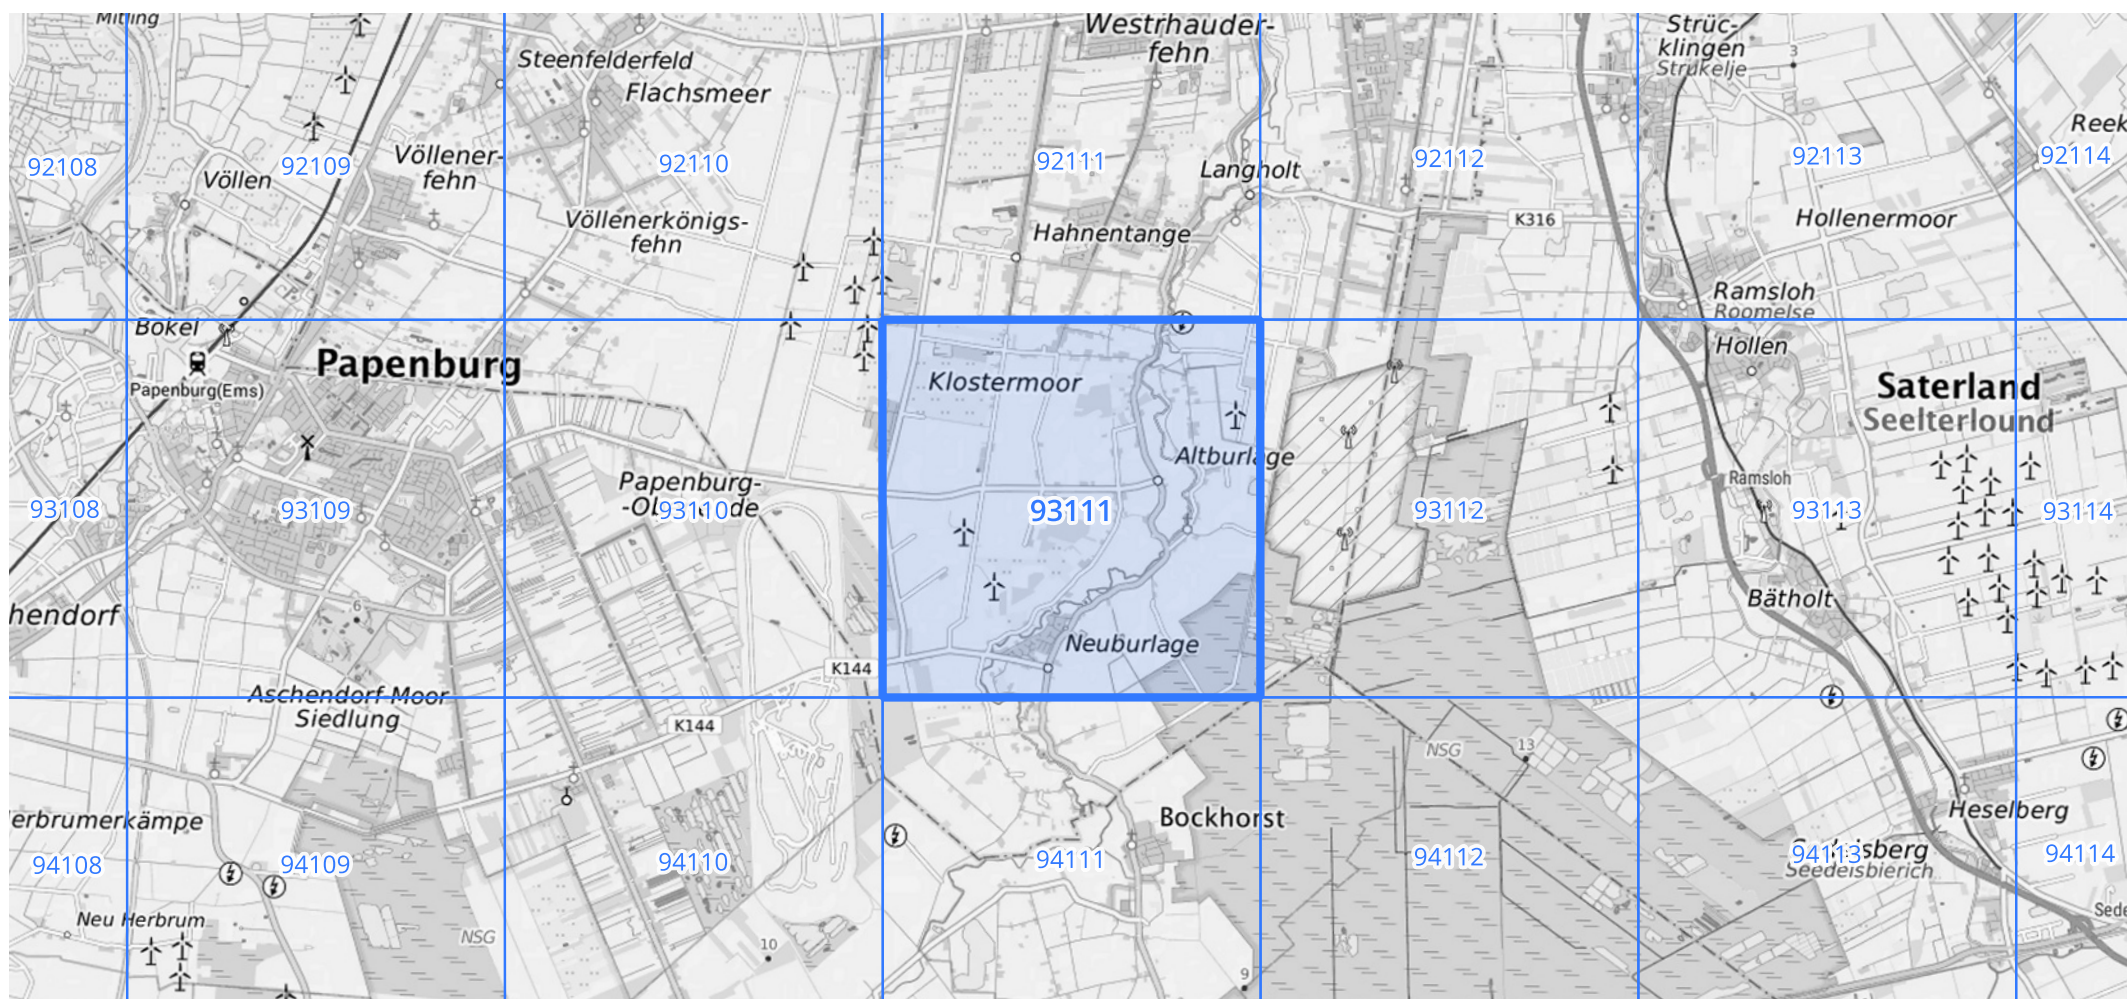 Mitling
Steenfelderfeld
Flachsmeer
Westrhauder-
fehn
Strüc-
klingen
Strukelje
3
Reek
92108
92109
Völlener-
fehn
92110
92111
92112
92113
92114
Völlen
Langholt
Völlenerkönigs-
fehn
Hahnentange
K316
Hollenermoor
Ramsloh
Roomelse
Bokel
Papenburg
Papenburg(Ems)
Klostermoor
Hollen
Saterland
Seelterlound
Altburlage
Papenburg-
Ramsloh
93108
93109
93110
93111
93112
93113
93114
hendorf
6
Bätholt
Neuburlage
K144
Aschendorf-Moor
Siedlung
K144
NSG
13
erbrumerkämpe
Bockhorst
Heselberg
94108
94109
94110
94111
94112
94113
94114
Seedeisbierich
Neu Herbrum
NSG
10
9
Sede